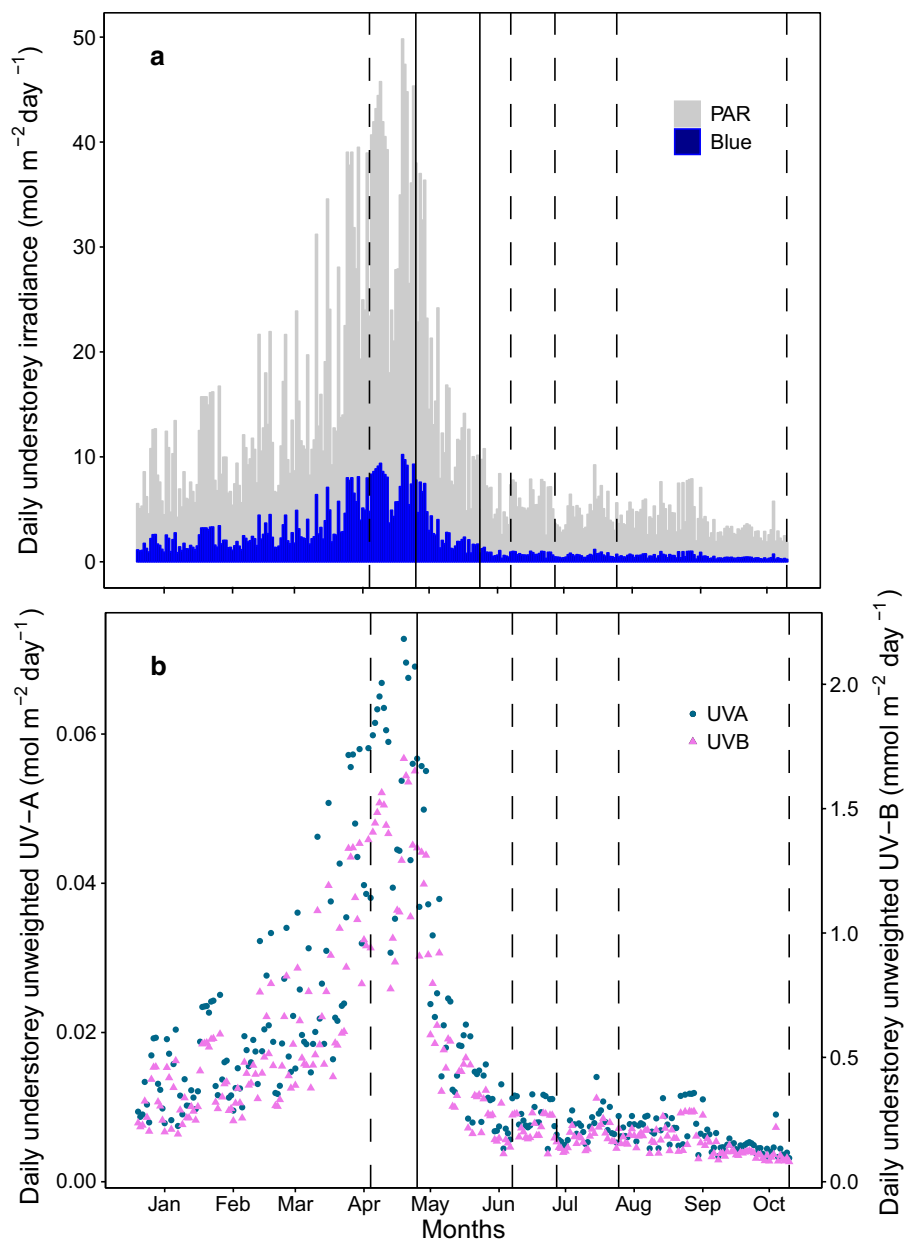 a
Daily understorey irradiance (mol m⁻² day⁻¹)
50
40
30
20
10
0
PAR
Blue
b
Daily understorey unweighted UV−A (mol m⁻² day⁻¹)
0.06
0.04
0.02
0.00
UVA
UVB
2.0
1.5
1.0
0.5
0.0
Daily understorey unweighted UV−B (mmol m⁻² day⁻¹)
Jan Feb Mar Apr May Jun Jul Aug Sep Oct
Months